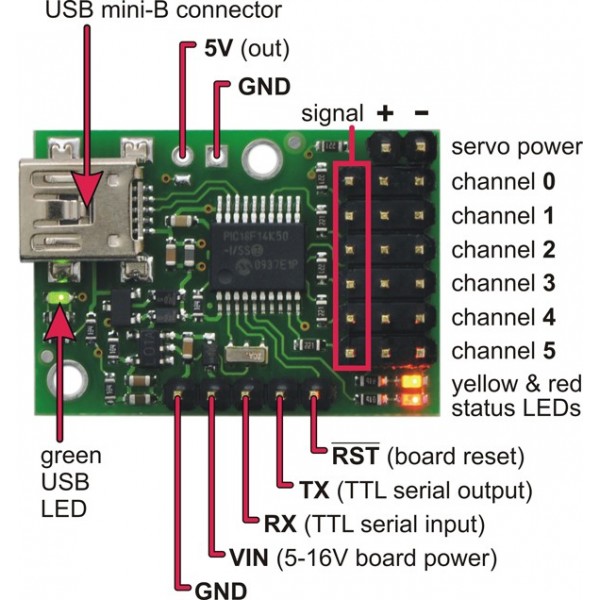 USB mini-B connector
5V (out)
GND
signal + −
servo power
channel 0
channel 1
channel 2
channel 3
channel 4
channel 5
yellow & red
status LEDs
PIC18F14K50
-I/SS
0937E1P
green
USB
LED
RST (board reset)
TX (TTL serial output)
RX (TTL serial input)
VIN (5-16V board power)
GND